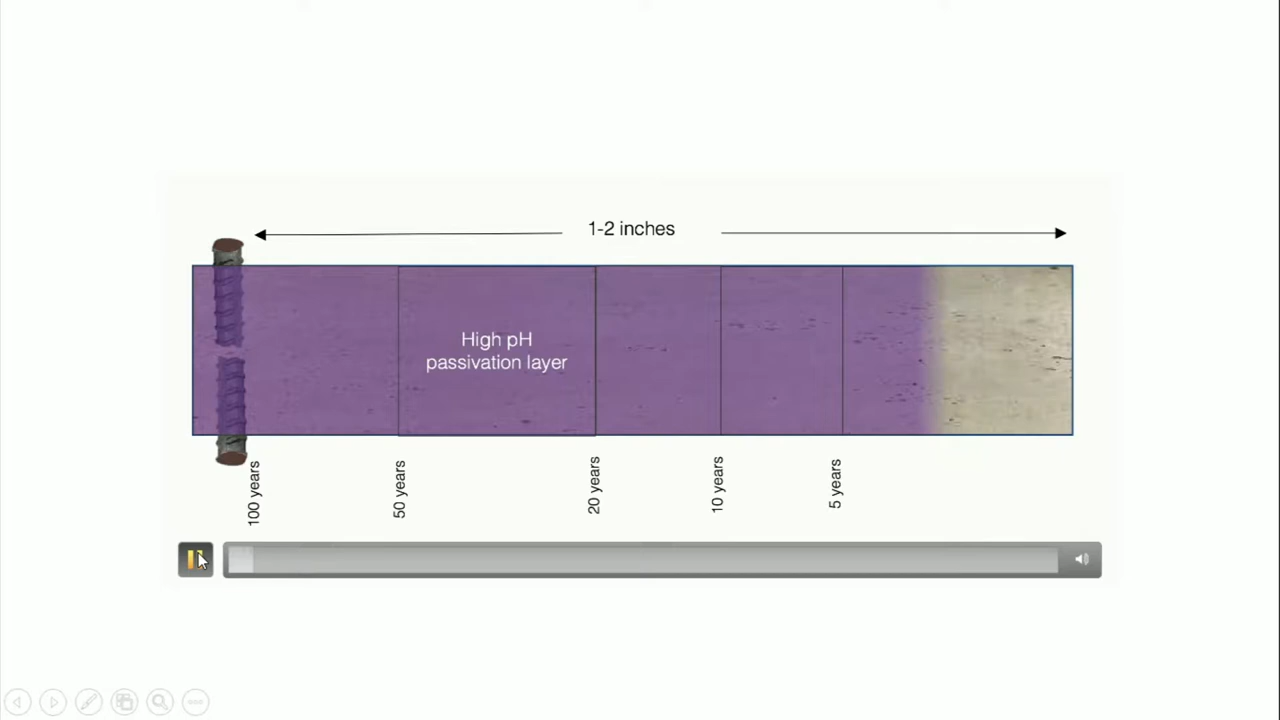 1-2 inches
High pH
passivation layer
100 years
50 years
20 years
10 years
5 years